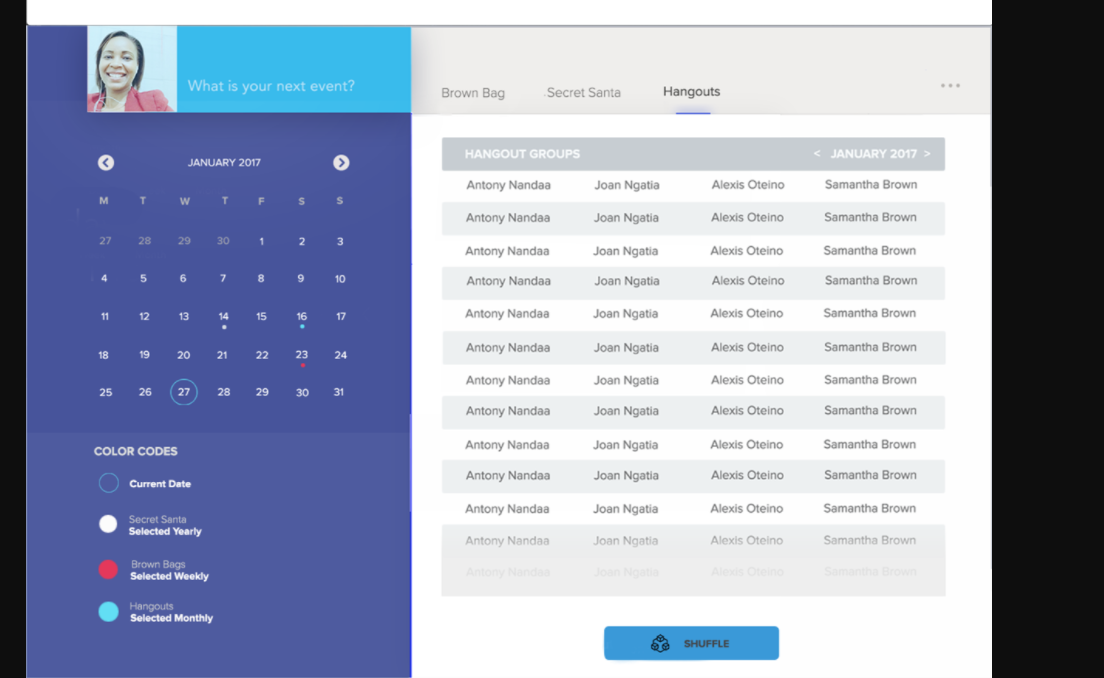 What is your next event?
Brown Bag Secret Santa Hangouts
< JANUARY 2017 >
M T W T F S S
27 28 29 30 1 2 3
4 5 6 7 8 9 10
11 12 13 14 15 16 17
18 19 20 21 22 23 24
25 26 27 28 29 30 31
COLOR CODES
Current Date
Secret Santa
Selected Yearly
Brown Bags
Selected Weekly
Hangouts
Selected Monthly
HANGOUT GROUPS < JANUARY 2017 >
Antony Nandaa Joan Ngatia Alexis Oteino Samantha Brown
Antony Nandaa Joan Ngatia Alexis Oteino Samantha Brown
Antony Nandaa Joan Ngatia Alexis Oteino Samantha Brown
Antony Nandaa Joan Ngatia Alexis Oteino Samantha Brown
Antony Nandaa Joan Ngatia Alexis Oteino Samantha Brown
Antony Nandaa Joan Ngatia Alexis Oteino Samantha Brown
Antony Nandaa Joan Ngatia Alexis Oteino Samantha Brown
Antony Nandaa Joan Ngatia Alexis Oteino Samantha Brown
Antony Nandaa Joan Ngatia Alexis Oteino Samantha Brown
Antony Nandaa Joan Ngatia Alexis Oteino Samantha Brown
Antony Nandaa Joan Ngatia Alexis Oteino Samantha Brown
Antony Nandaa Joan Ngatia Alexis Oteino Samantha Brown
Antony Nandaa Joan Ngatia Alexis Oteino Samantha Brown
SHUFFLE